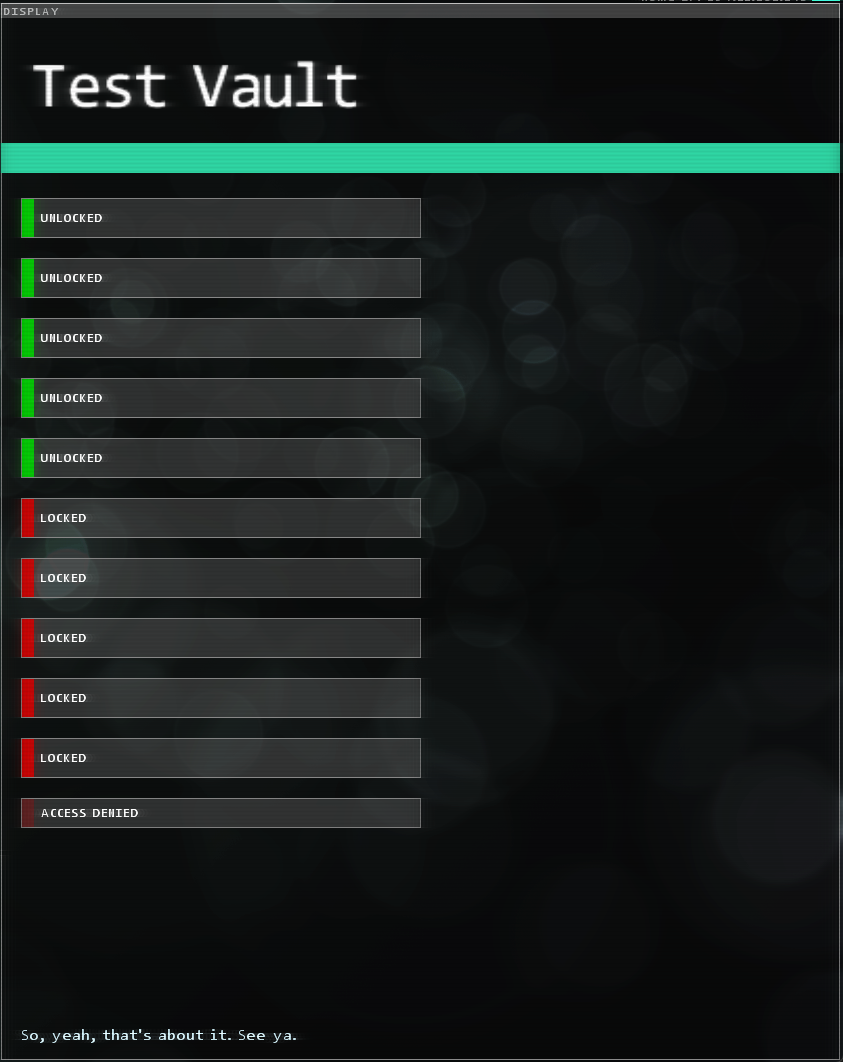 DISPLAY
Test Vault
UNLOCKED
UNLOCKED
UNLOCKED
UNLOCKED
UNLOCKED
LOCKED
LOCKED
LOCKED
LOCKED
LOCKED
ACCESS DENIED
So, yeah, that's about it. See ya.